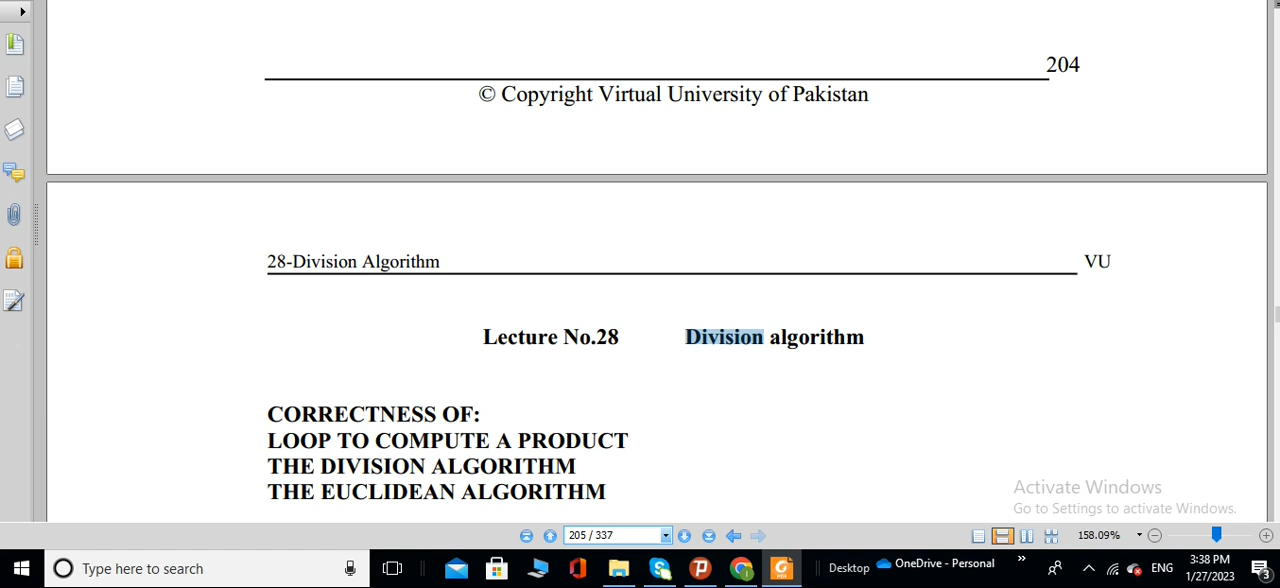 204
© Copyright Virtual University of Pakistan
28-Division Algorithm VU
Lecture No.28 Division algorithm
CORRECTNESS OF:
LOOP TO COMPUTE A PRODUCT
THE DIVISION ALGORITHM
THE EUCLIDEAN ALGORITHM
Activate Windows
Go to Settings to activate Windows.
205 / 337
158.09%
Type here to search
Desktop
OneDrive - Personal
ENG
3:38 PM
1/27/2023
3